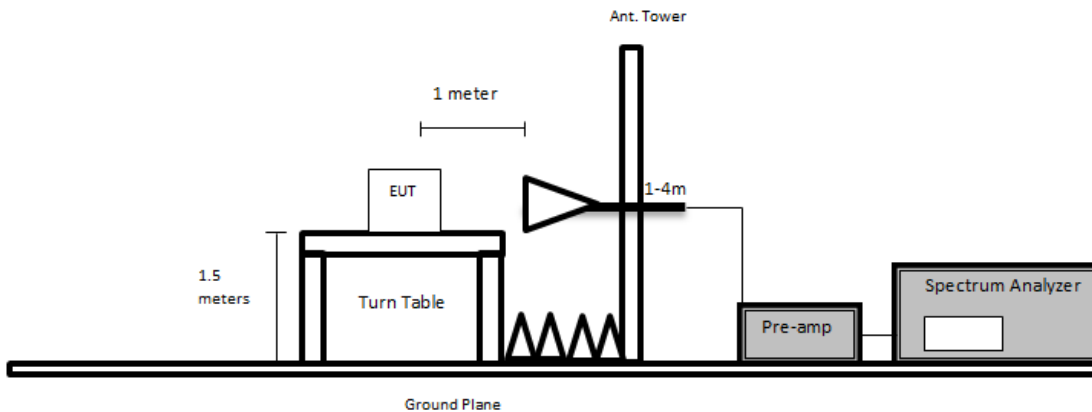 Ant. Tower
1 meter
EUT
1-4m
1.5
meters
Turn Table
Spectrum Analyzer
Pre-amp
Ground Plane